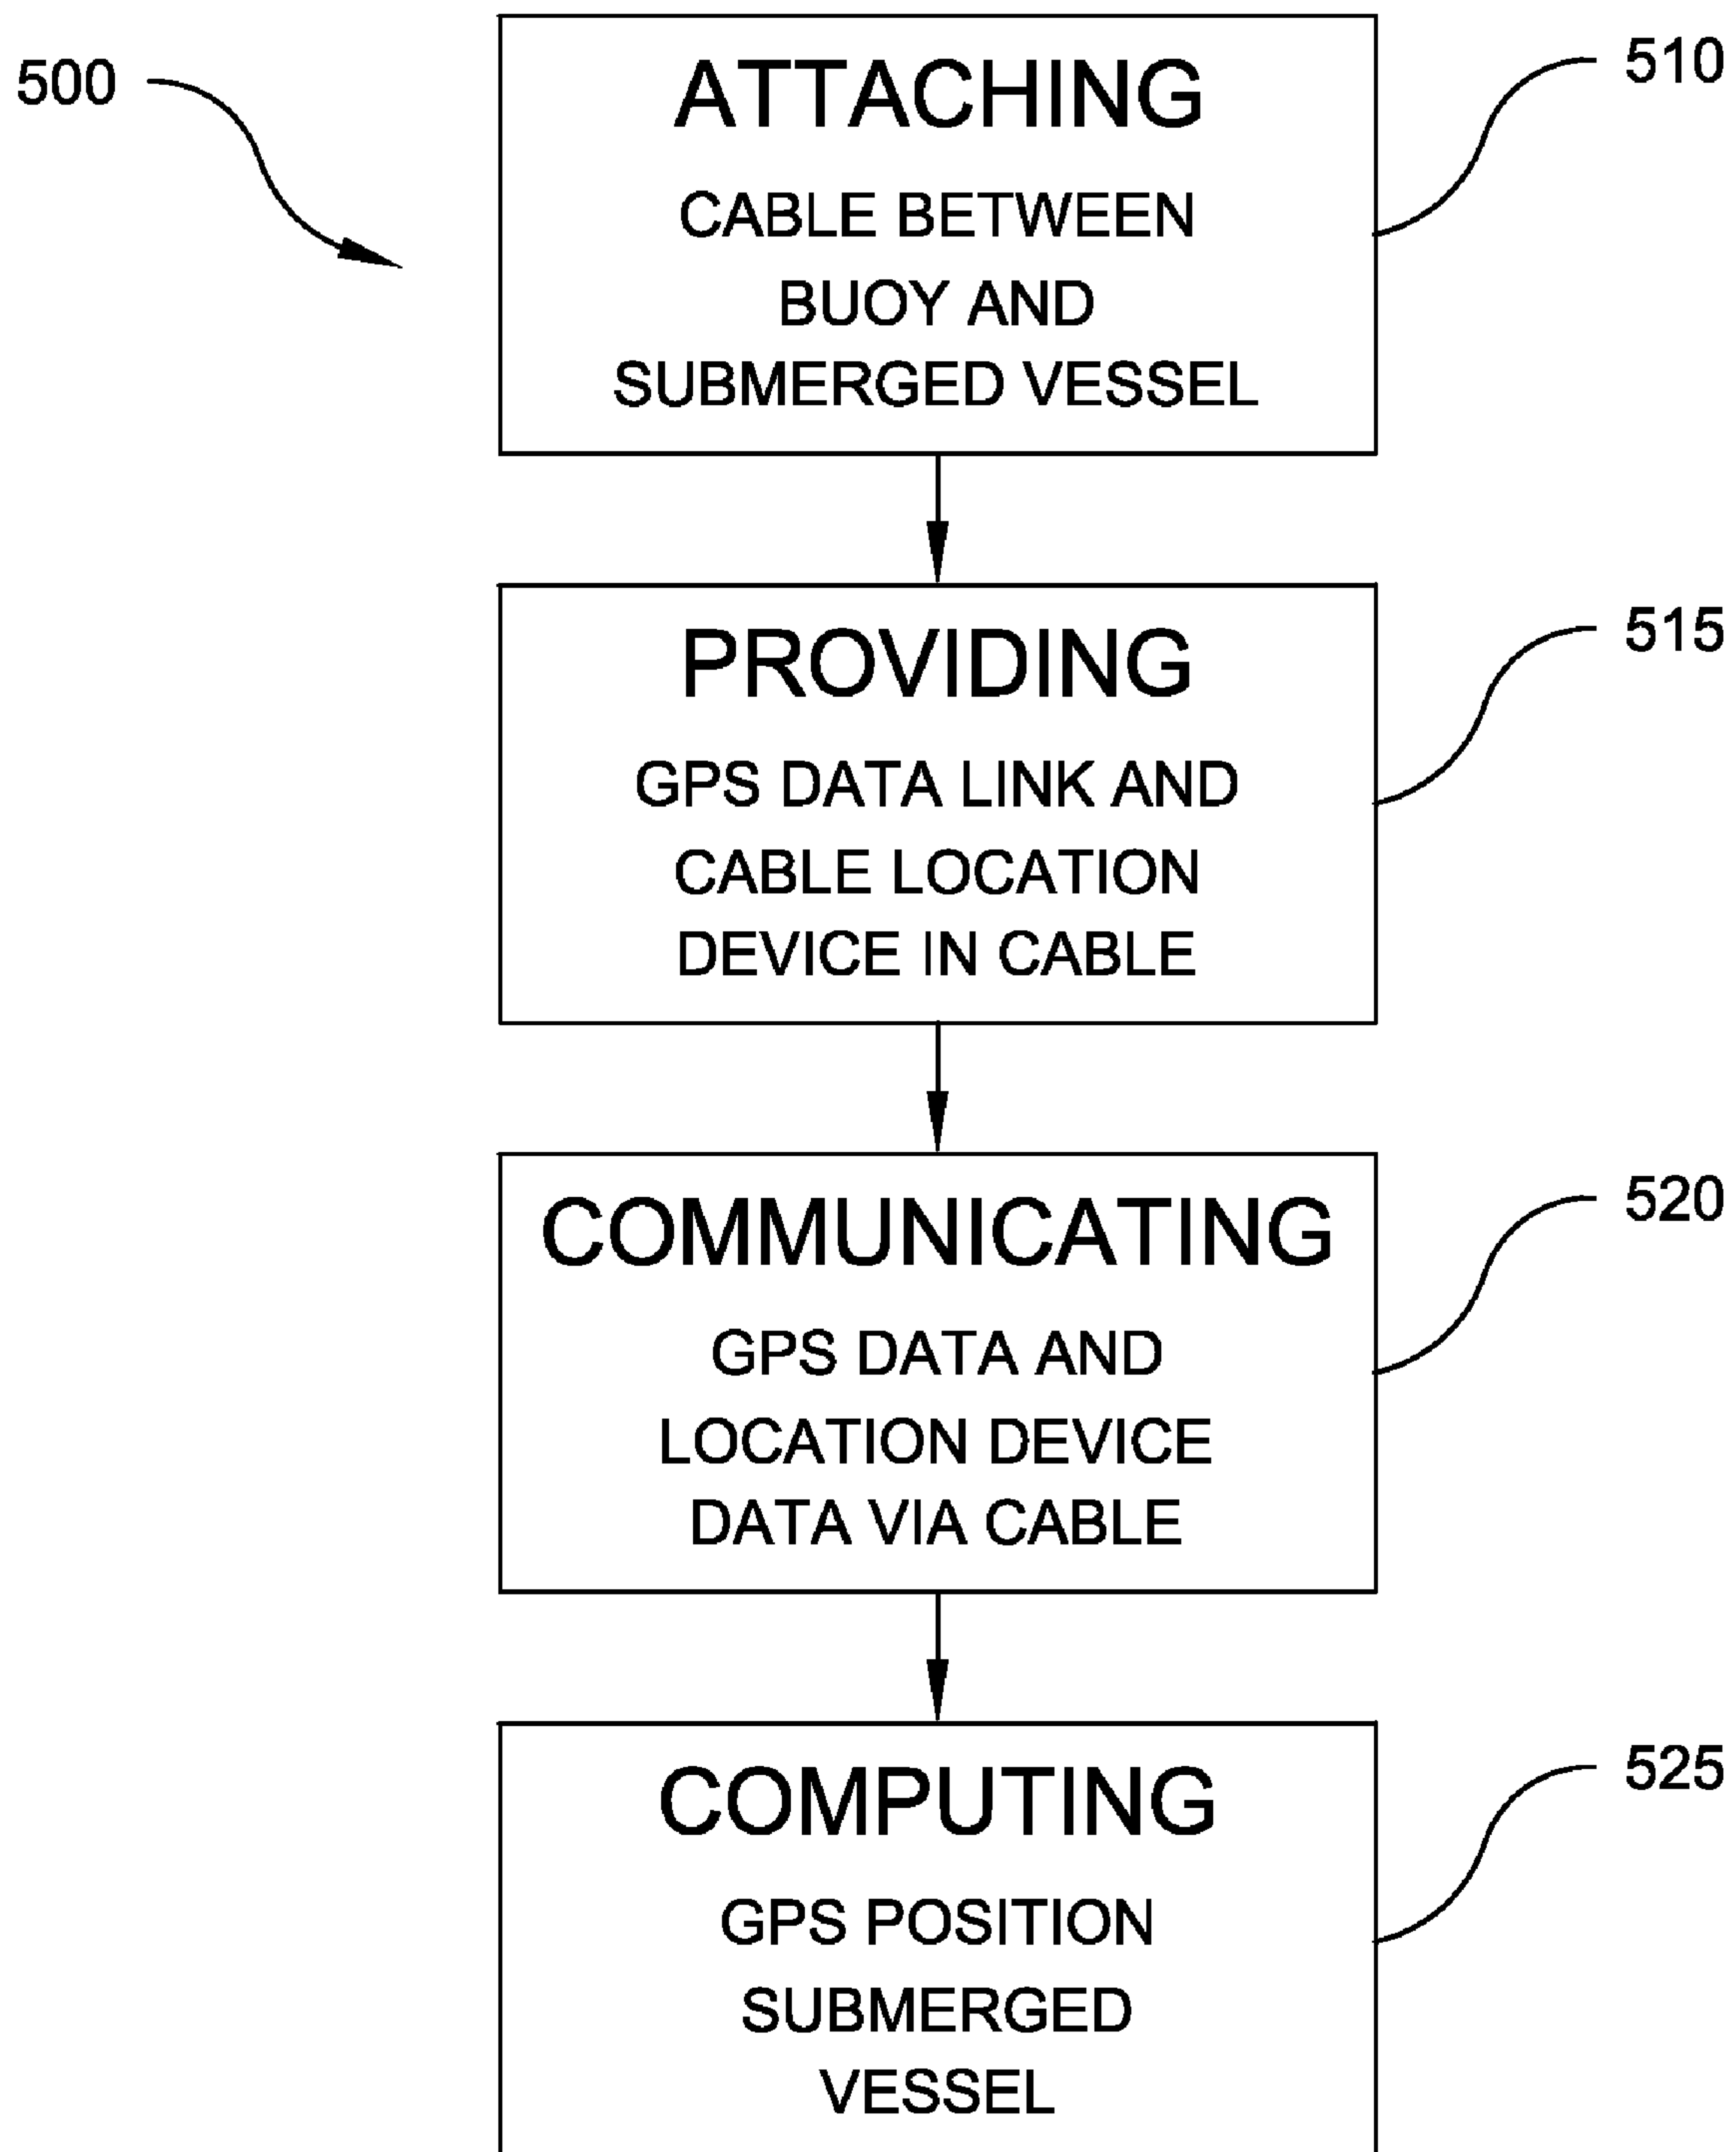 500
510
ATTACHING
CABLE BETWEEN
BUOY AND
SUBMERGED VESSEL
515
PROVIDING
GPS DATA LINK AND
CABLE LOCATION
DEVICE IN CABLE
520
COMMUNICATING
GPS DATA AND
LOCATION DEVICE
DATA VIA CABLE
525
COMPUTING
GPS POSITION
SUBMERGED
VESSEL